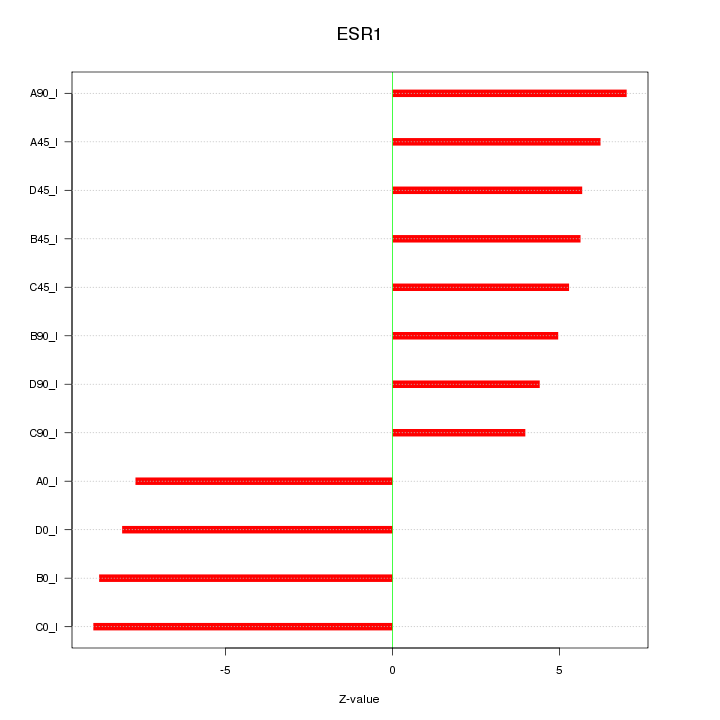 ESR1
A90_I
A45_I
D45_I
B45_I
C45_I
B90_I
D90_I
C90_I
A0_I
D0_I
B0_I
C0_I
-5 0 5
Z-value